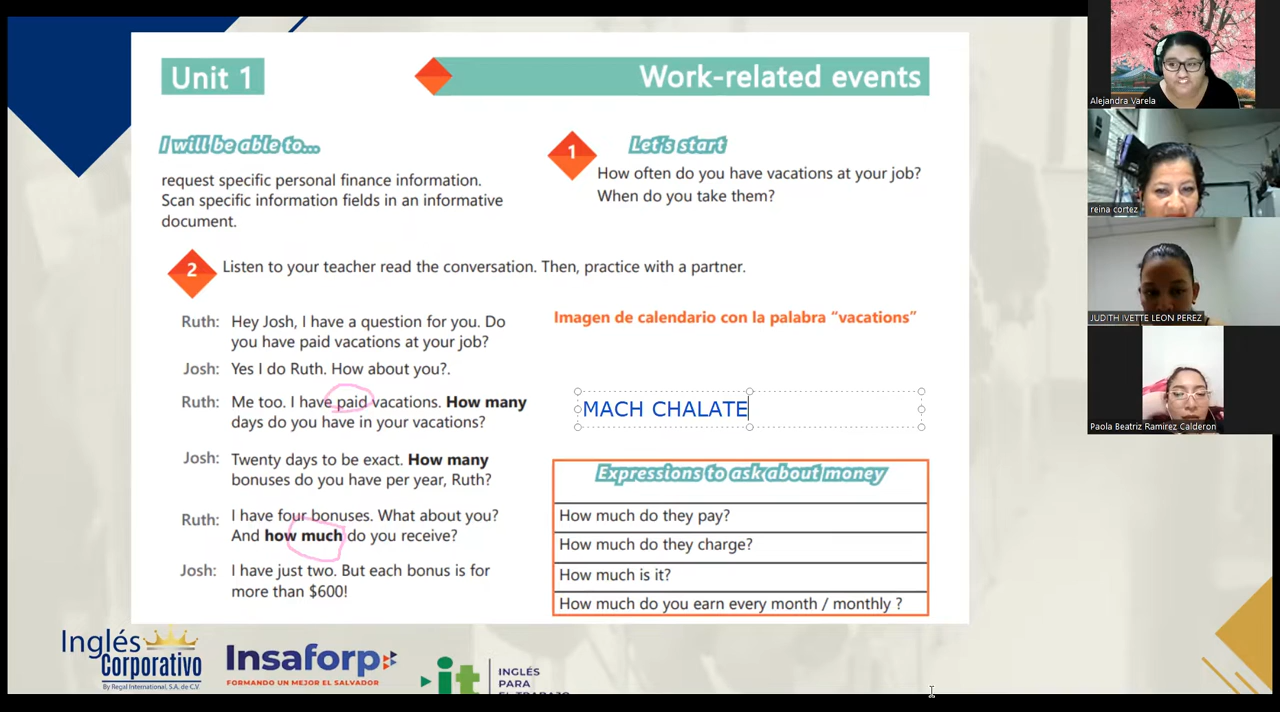 Unit 1
Work-related events
I will be able to...
request specific personal finance information.
Scan specific information fields in an informative
document.
1
Let's start
How often do you have vacations at your job?
When do you take them?
2
Listen to your teacher read the conversation. Then, practice with a partner.
Ruth: Hey Josh, I have a question for you. Do
you have paid vacations at your job?
Josh: Yes I do Ruth. How about you?.
Ruth: Me too. I have paid vacations. How many
days do you have in your vacations?
Josh: Twenty days to be exact. How many
bonuses do you have per year, Ruth?
Ruth: I have four bonuses. What about you?
And how much do you receive?
Josh: I have just two. But each bonus is for
more than $600!
Imagen de calendario con la palabra “vacations”
MACH CHALATE
Expressions to ask about money
How much do they pay?
How much do they charge?
How much is it?
How much do you earn every month / monthly ?
Inglés
Corporativo
By Regal International, S.A. de C.V
Insaforp
FORMANDO UN MEJOR EL SALVADOR
it
INGLÉS
PARA
EL TRABAJO
Alejandra Varela
reina cortez
JUDITH IVETTE LEON PEREZ
Paola Beatriz Ramirez Calderon